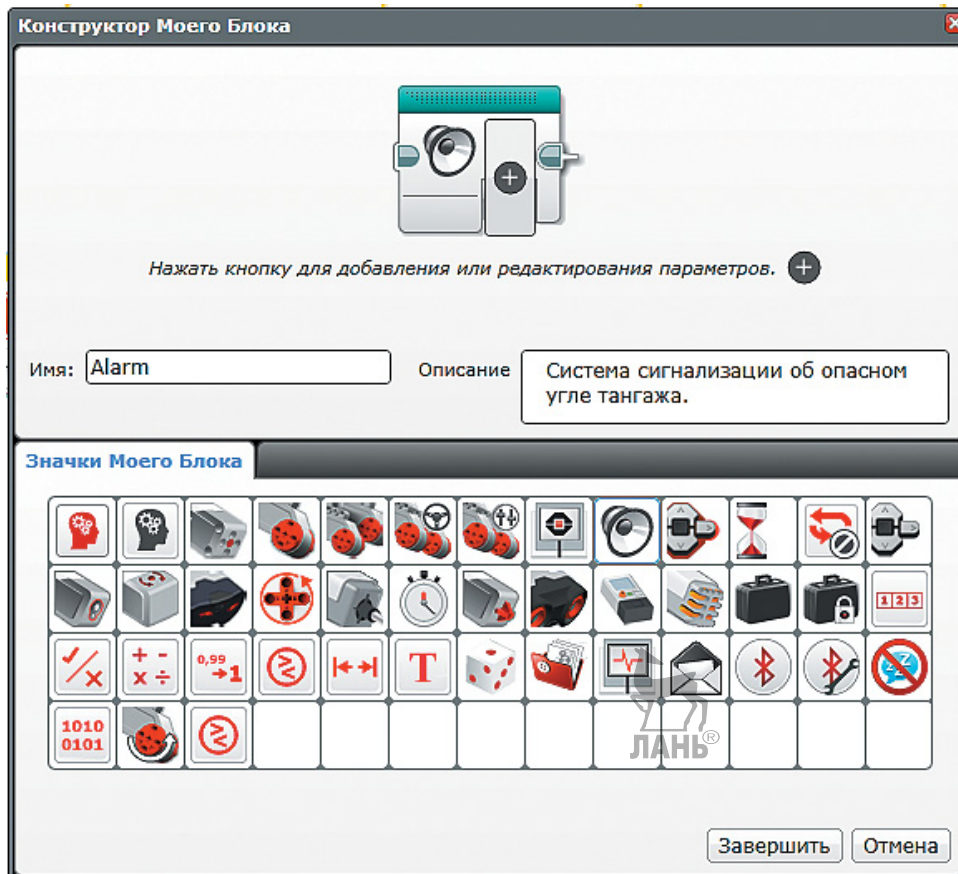 Конструктор Моего Блока
Нажать кнопку для добавления или редактирования параметров.
Имя: Alarm
Описание
Система сигнализации об опасном
угле тангажа.
Значки Моего Блока
1 2 3
+ -
x ÷
0,99
→1
T
1010
0101
ЛАНЬ®
Завершить
Отмена